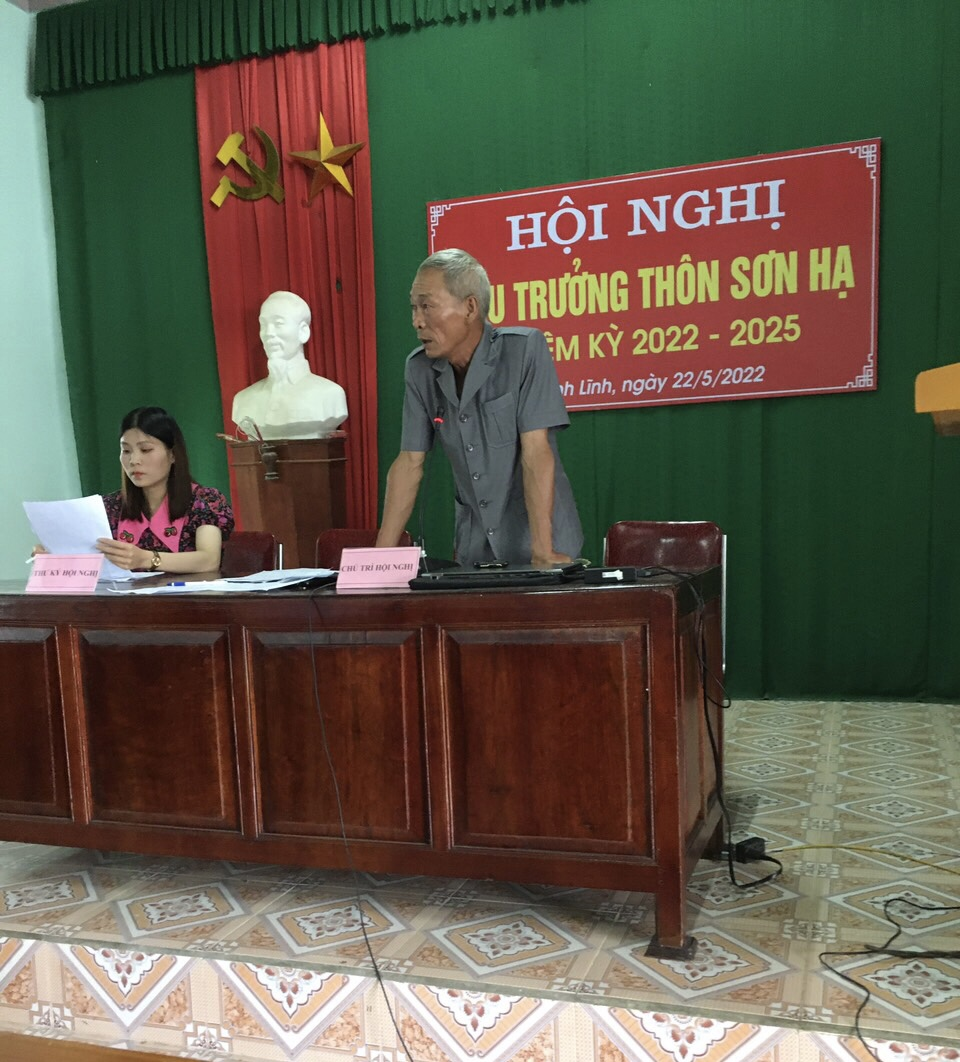 HỘI NGHỊ
U TRƯỞNG THÔN SƠN HẠ
ỆM KỲ 2022 - 2025
nh Lĩnh, ngày 22/5/2022
THƯ KÝ HỘI NGHỊ
CHỦ TRÌ HỘI NGHỊ